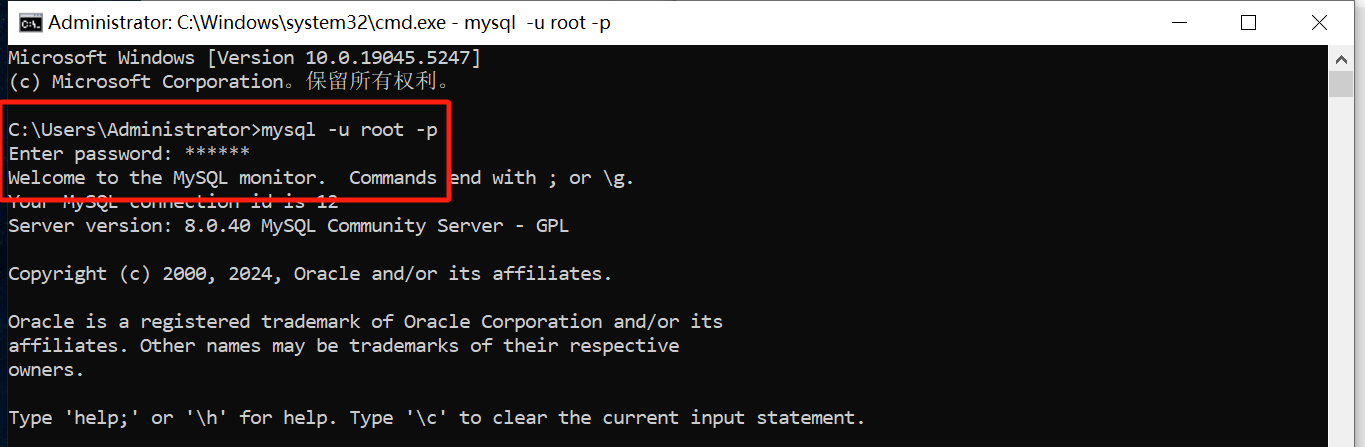 Administrator: C:\Windows\system32\cmd.exe - mysql  -u root -p
Microsoft Windows [Version 10.0.19045.5247]
(c) Microsoft Corporation。保留所有权利。
C:\Users\Administrator>mysql -u root -p
Enter password: ******
Welcome to the MySQL monitor.  Commands end with ; or \g.
Your MySQL connection id is 12
Server version: 8.0.40 MySQL Community Server - GPL
Copyright (c) 2000, 2024, Oracle and/or its affiliates.
Oracle is a registered trademark of Oracle Corporation and/or its
affiliates. Other names may be trademarks of their respective
owners.
Type 'help;' or '\h' for help. Type '\c' to clear the current input statement.